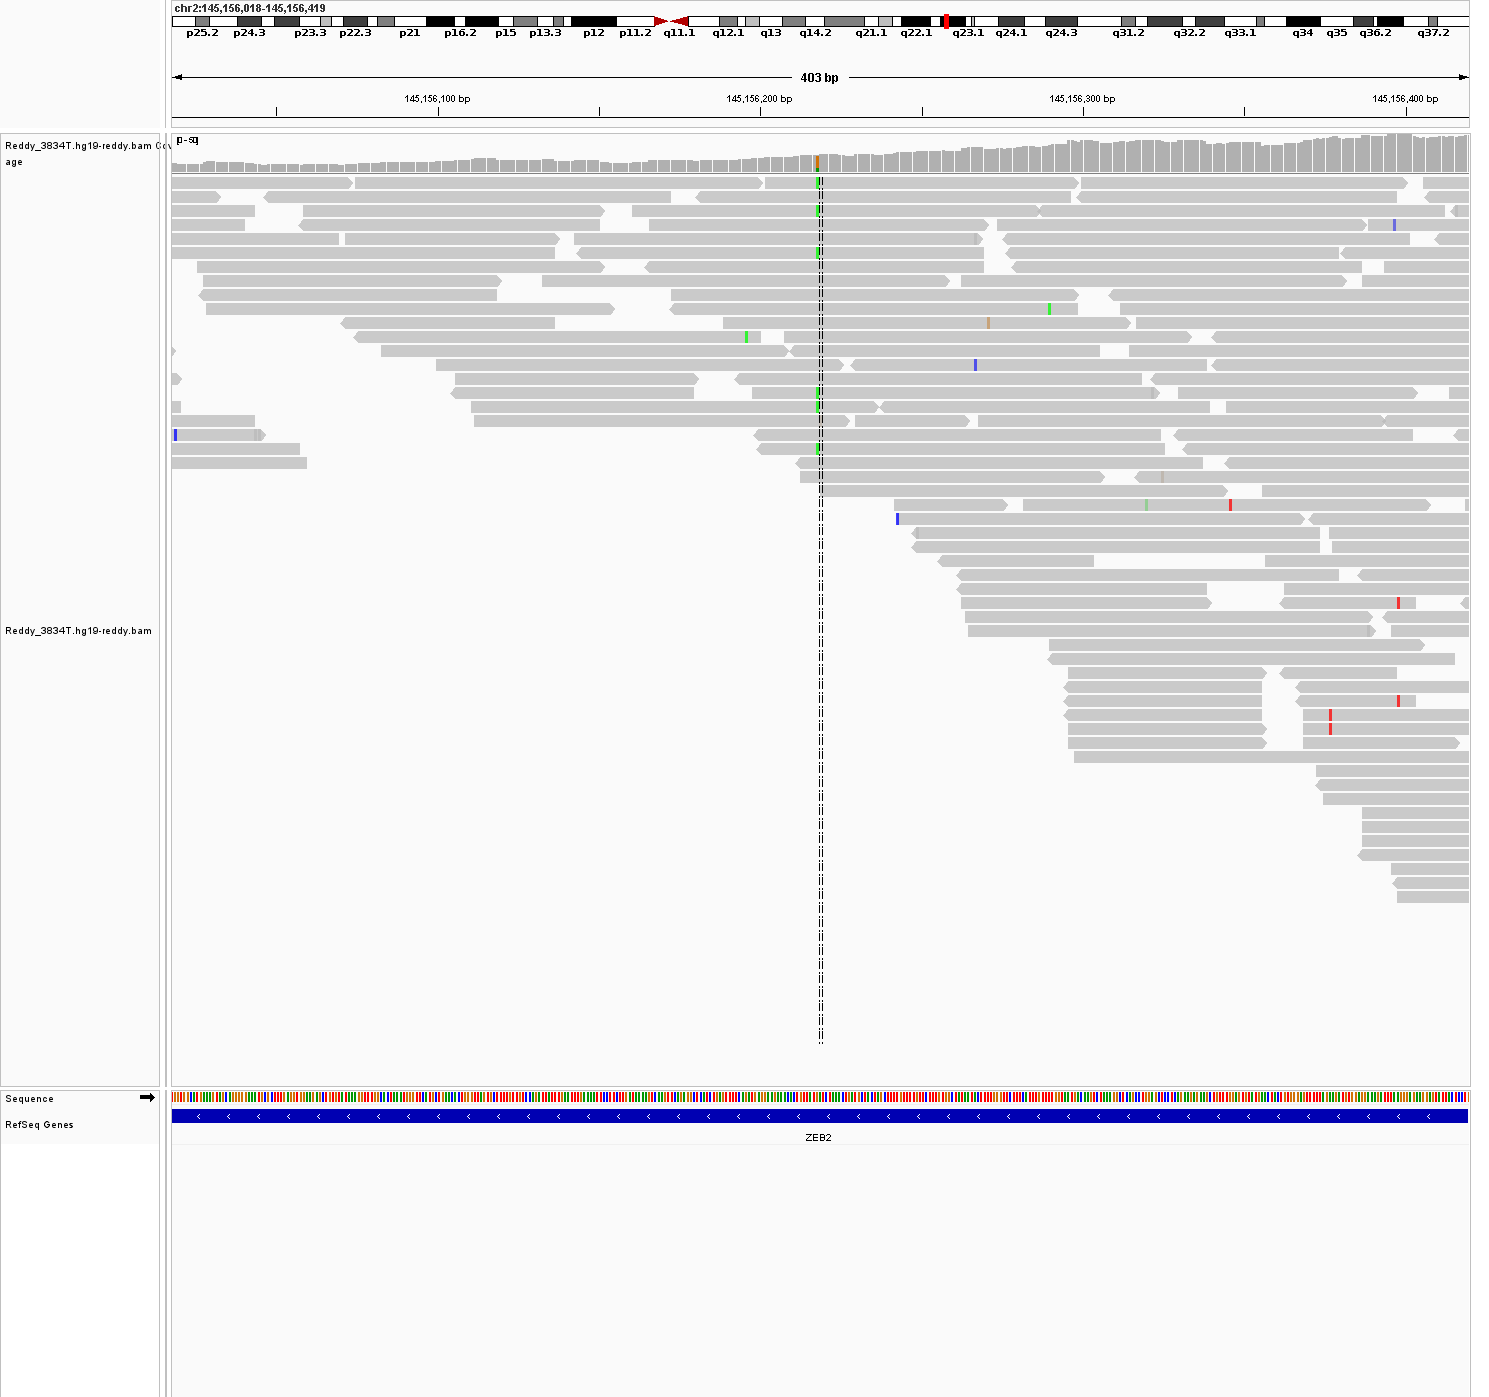 chr2:145,156,018-145,156,419
p25.2 p24.3 p23.3 p22.3 p21 p16.2 p15 p13.3 p12 p11.2 q11.1 q12.1 q13 q14.2 q21.1 q22.1 q23.1 q24.1 q24.3 q31.2 q32.2 q33.1 q34 q35 q36.2 q37.2
403 bp
145,156,100 bp 145,156,200 bp 145,156,300 bp 145,156,400 bp
Reddy_3834T.hg19-reddy.bam Cov
age
Reddy_3834T.hg19-reddy.bam
Sequence
RefSeq Genes
ZEB2